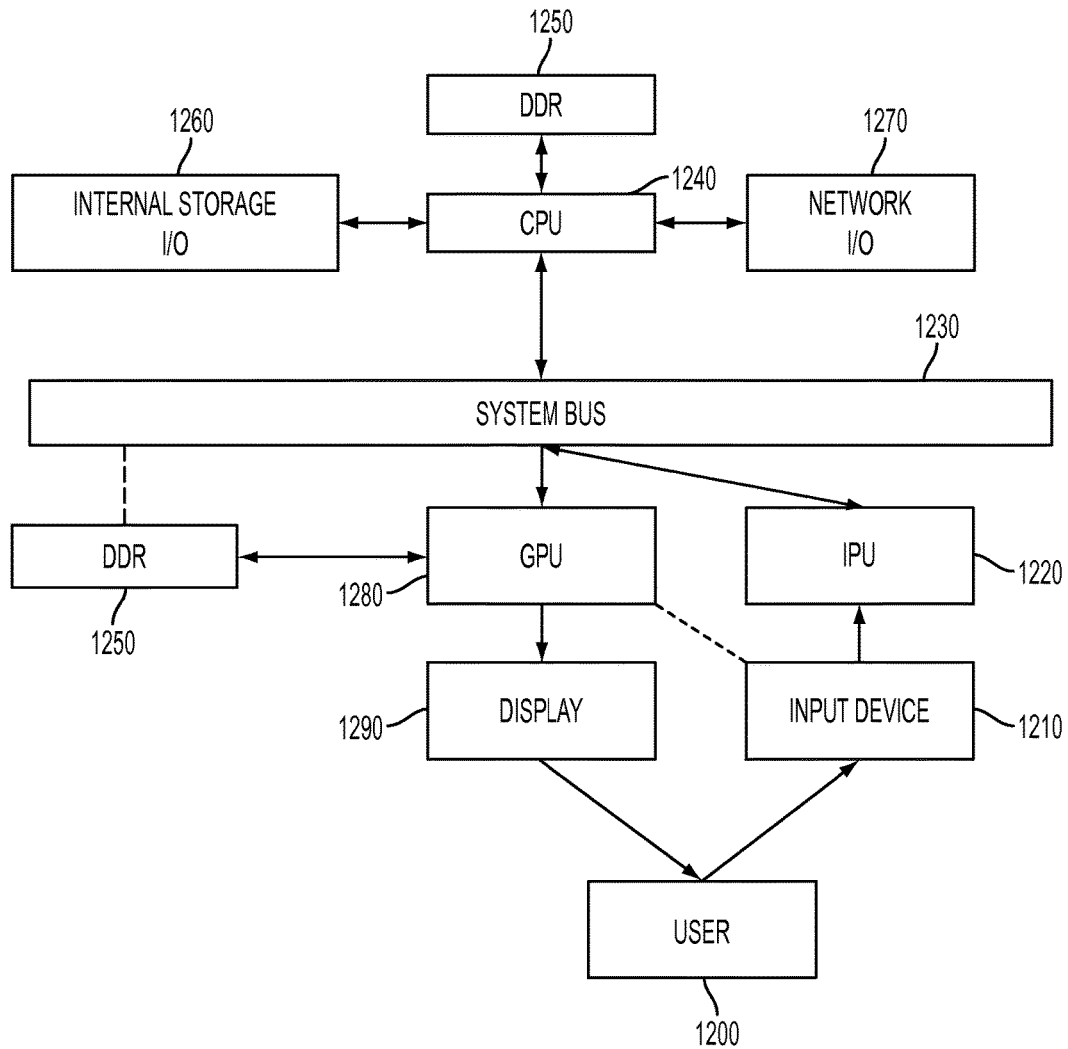 1250
DDR
1260
1270
1240
INTERNAL STORAGE
I/O
CPU
NETWORK
I/O
1230
SYSTEM BUS
DDR
GPU
IPU
1280
1220
1250
DISPLAY
INPUT DEVICE
1290
1210
USER
1200